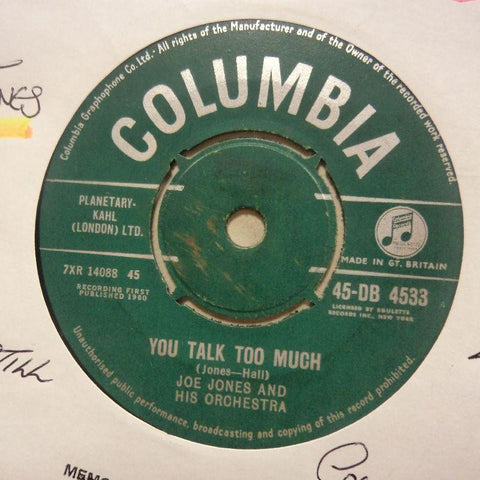 Columbia Graphophone Co. Ltd.- All rights of the Manufacturer and of the Owner of the recorded work reserved.
COLUMBIA
PLANETARY-
KAHL
(LONDON) LTD.
7XR 14088 45
RECORDING FIRST
PUBLISHED 1960
MADE IN GT. BRITAIN
45-DB 4533
LICENSED BY ROULETTE
RECORDS INC., NEW YORK
YOU TALK TOO MUCH
(Jones—Hall)
JOE JONES AND
HIS ORCHESTRA
Unauthorised public performance, broadcasting and copying of this record prohibited.